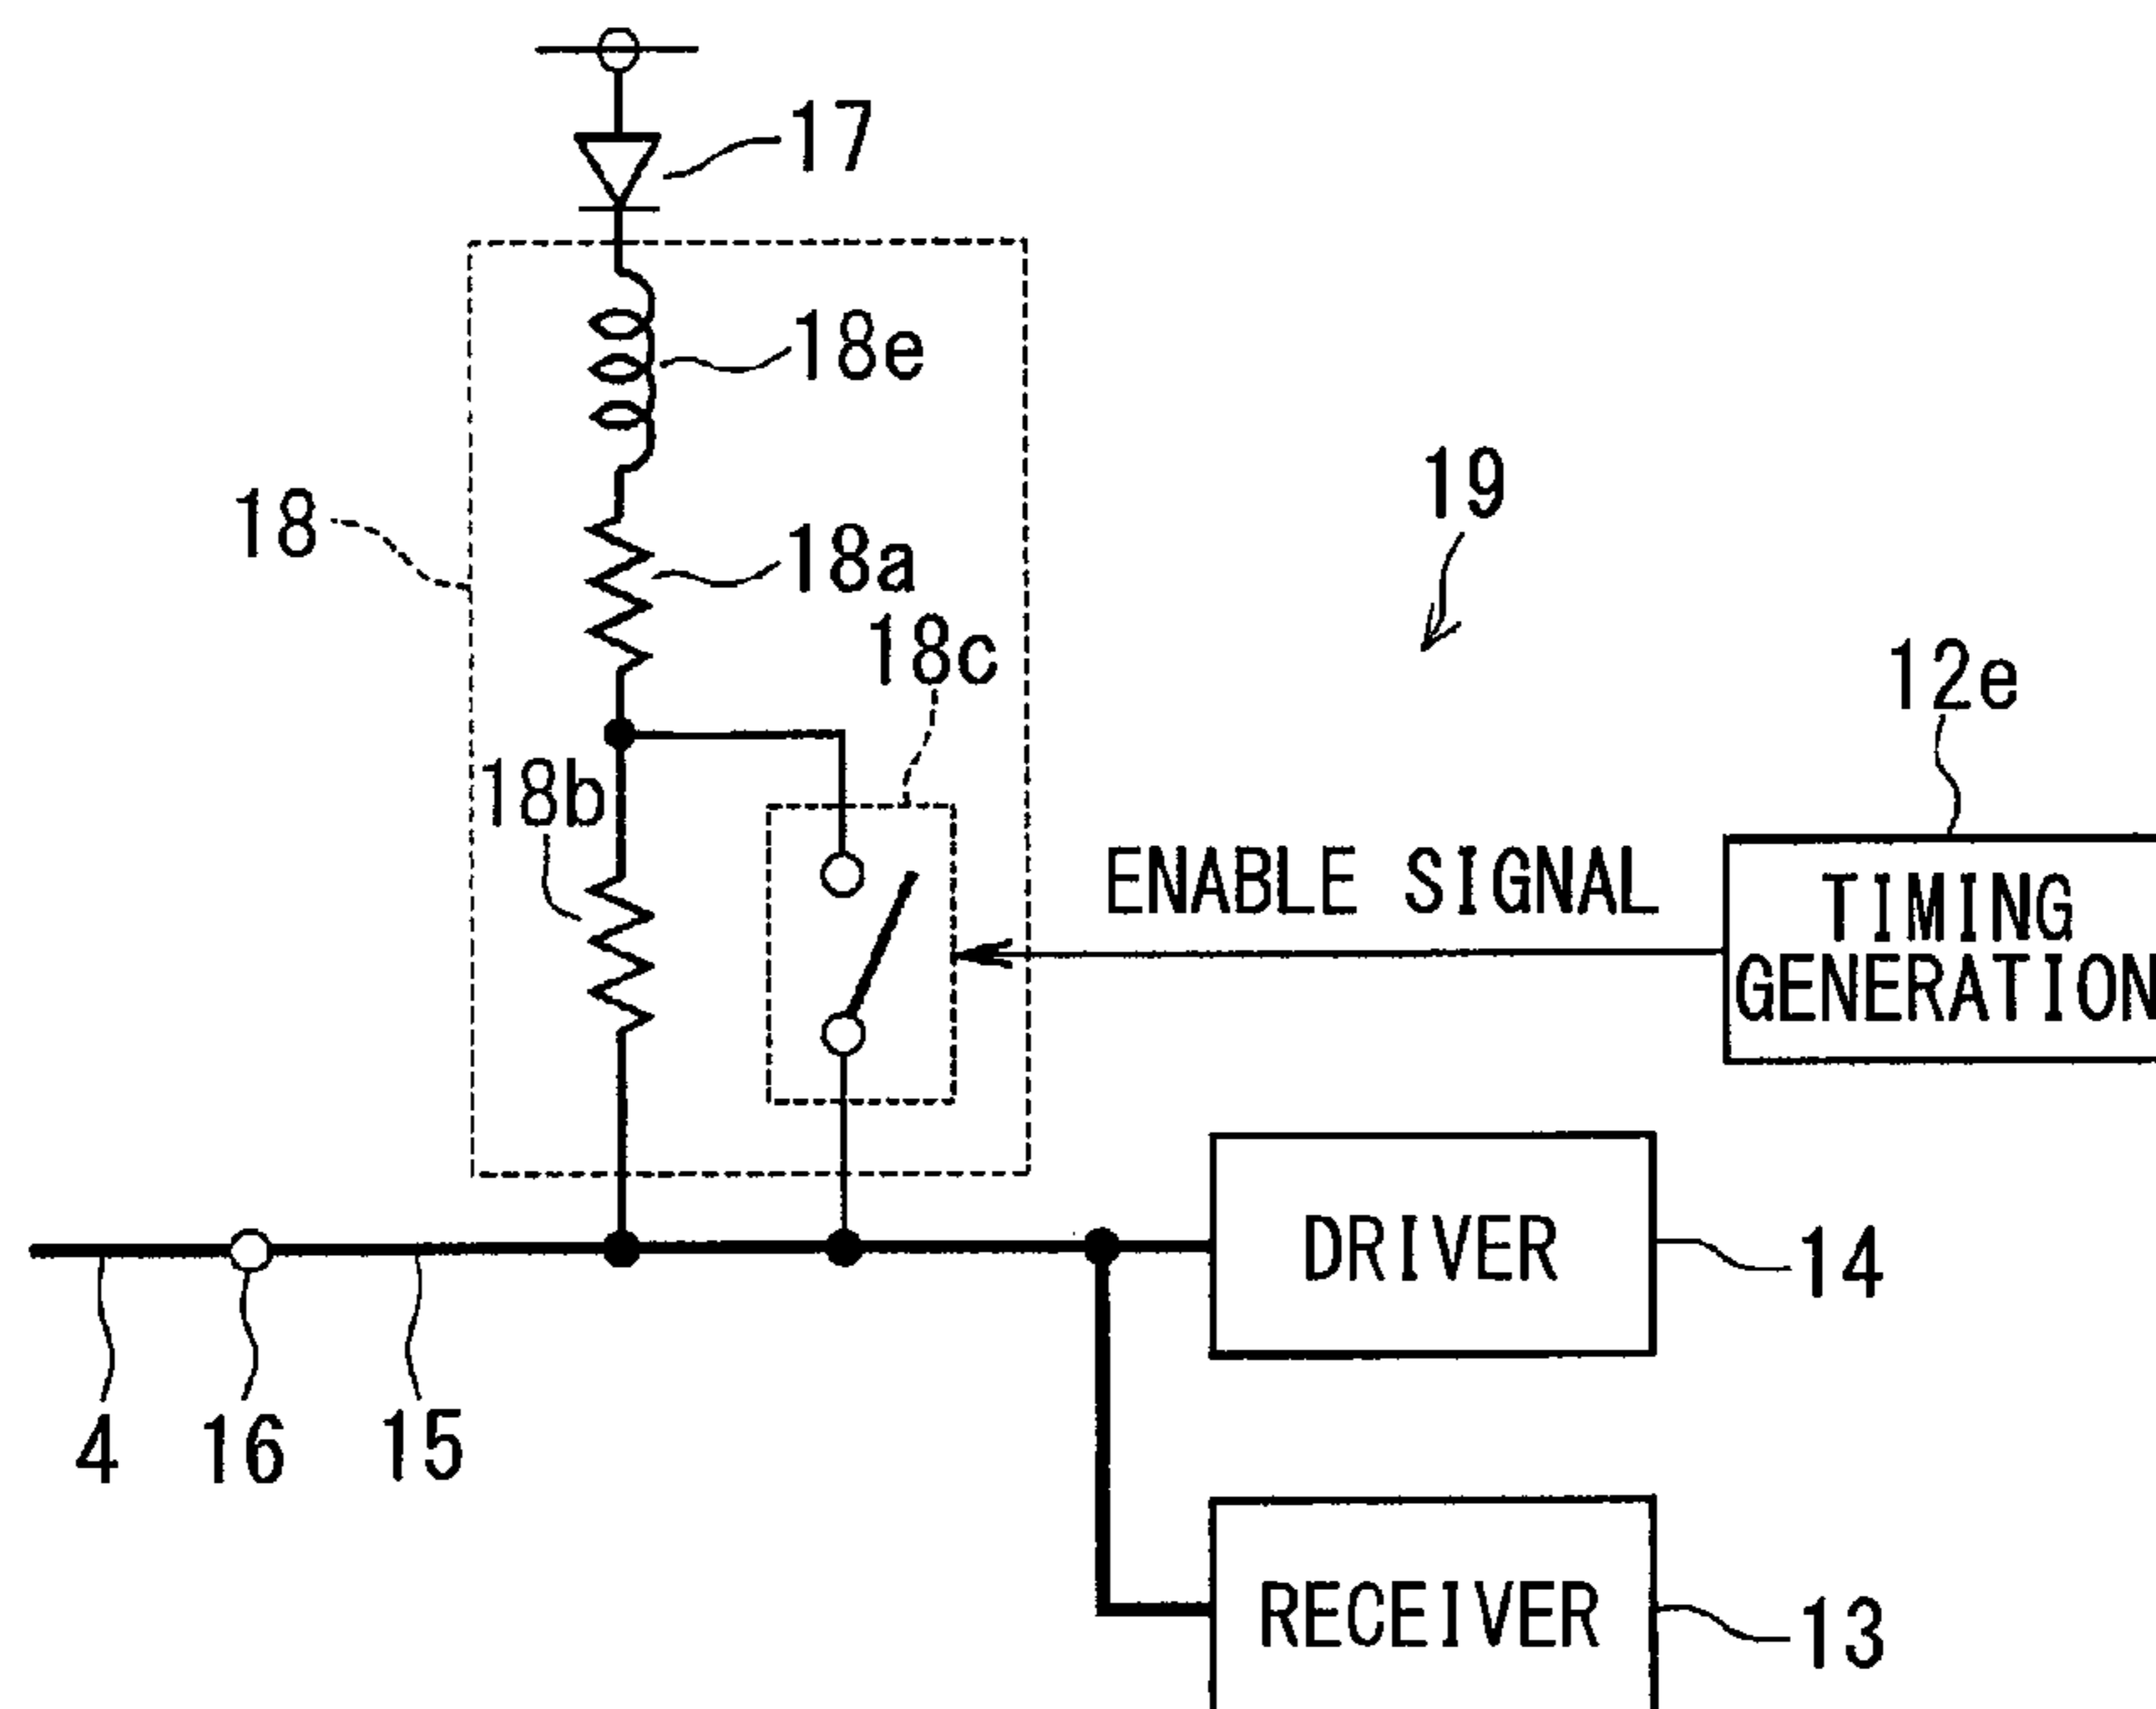 17
18e
18
18a
19
18c
12e
18b
ENABLE SIGNAL
TIMING
GENERATION
DRIVER
14
4
16
15
RECEIVER
13